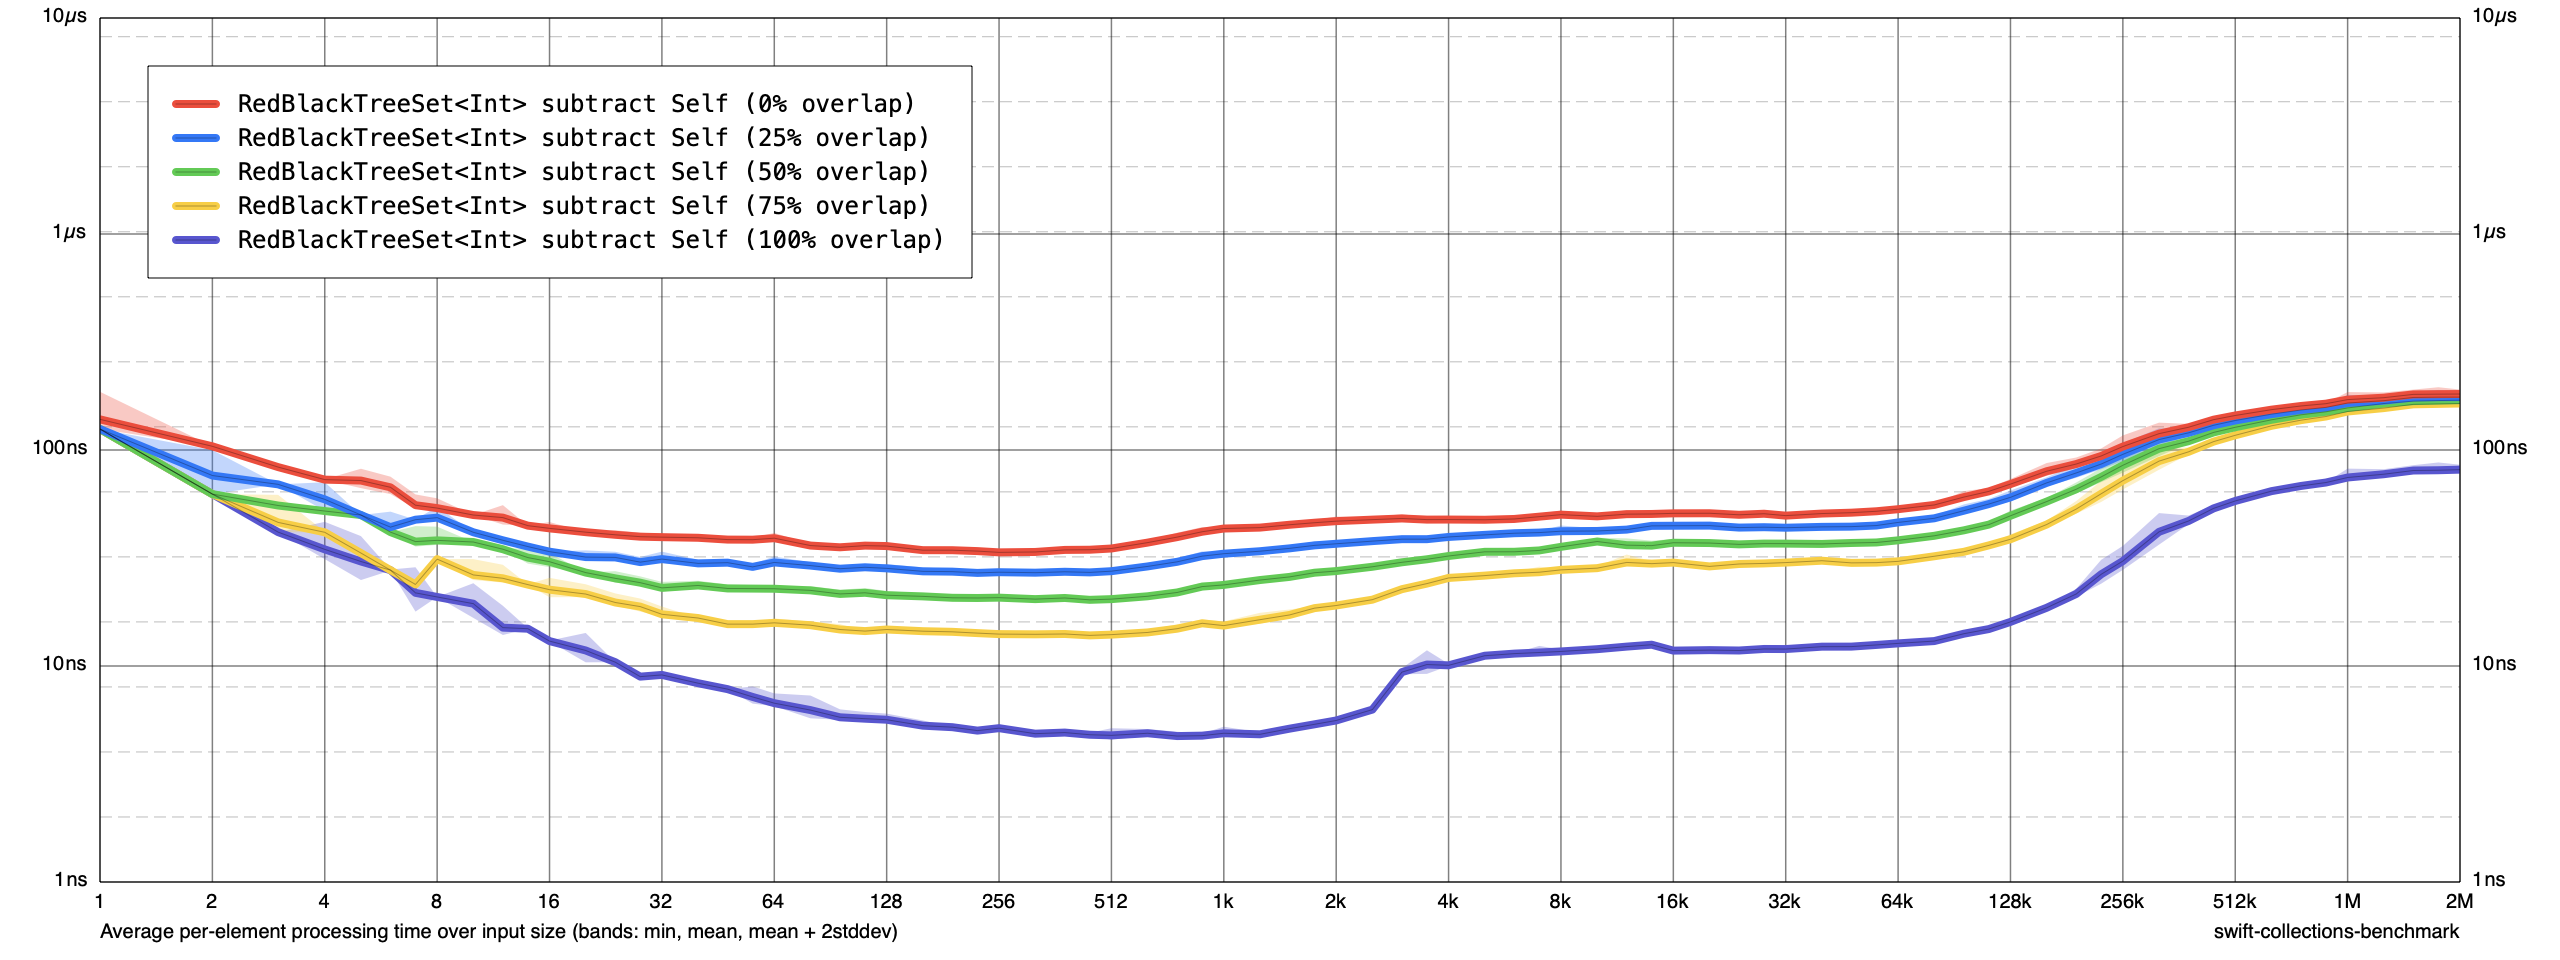 10µs
10µs
RedBlackTreeSet<Int> subtract Self (0% overlap)
RedBlackTreeSet<Int> subtract Self (25% overlap)
RedBlackTreeSet<Int> subtract Self (50% overlap)
RedBlackTreeSet<Int> subtract Self (75% overlap)
RedBlackTreeSet<Int> subtract Self (100% overlap)
1µs
1µs
100ns
100ns
10ns
10ns
1ns
1ns
1 2 4 8 16 32 64 128 256 512 1k 2k 4k 8k 16k 32k 64k 128k 256k 512k 1M 2M
Average per-element processing time over input size (bands: min, mean, mean + 2stddev)
swift-collections-benchmark